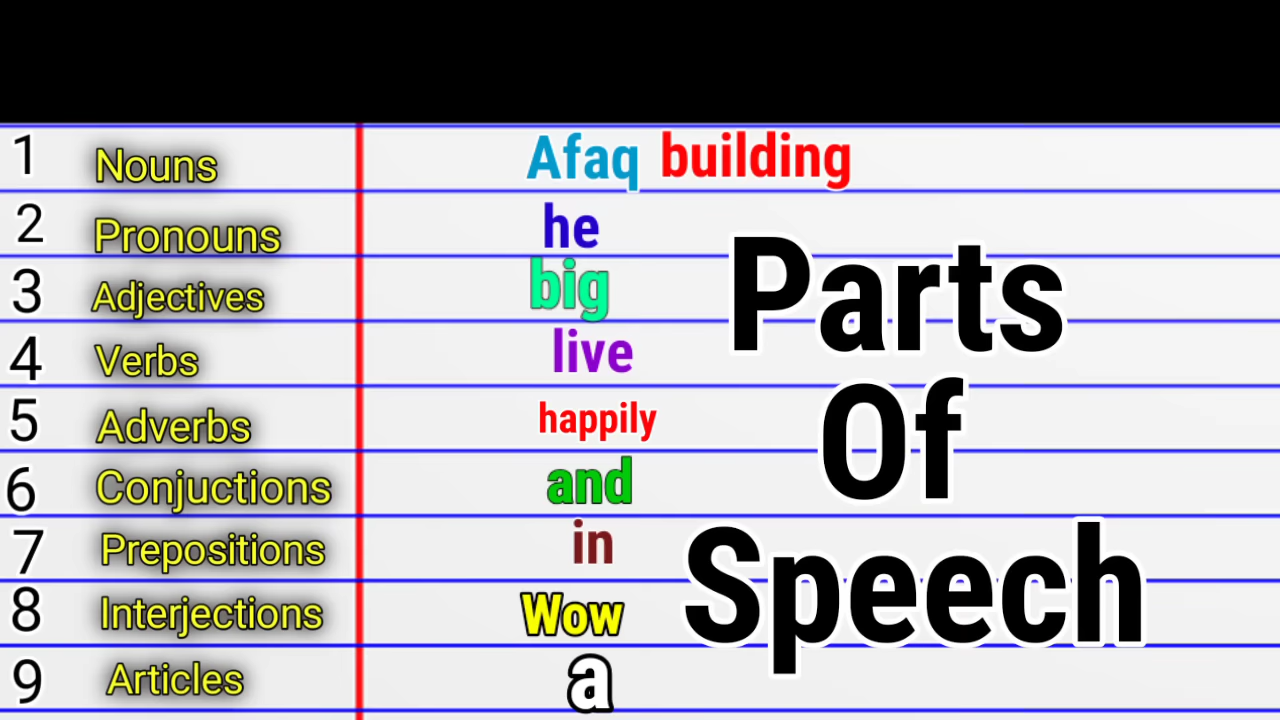 1 Nouns Afaq building
2 Pronouns he
3 Adjectives big
4 Verbs live
5 Adverbs happily
6 Conjuctions and
7 Prepositions in
8 Interjections Wow
9 Articles a
Parts
Of
Speech